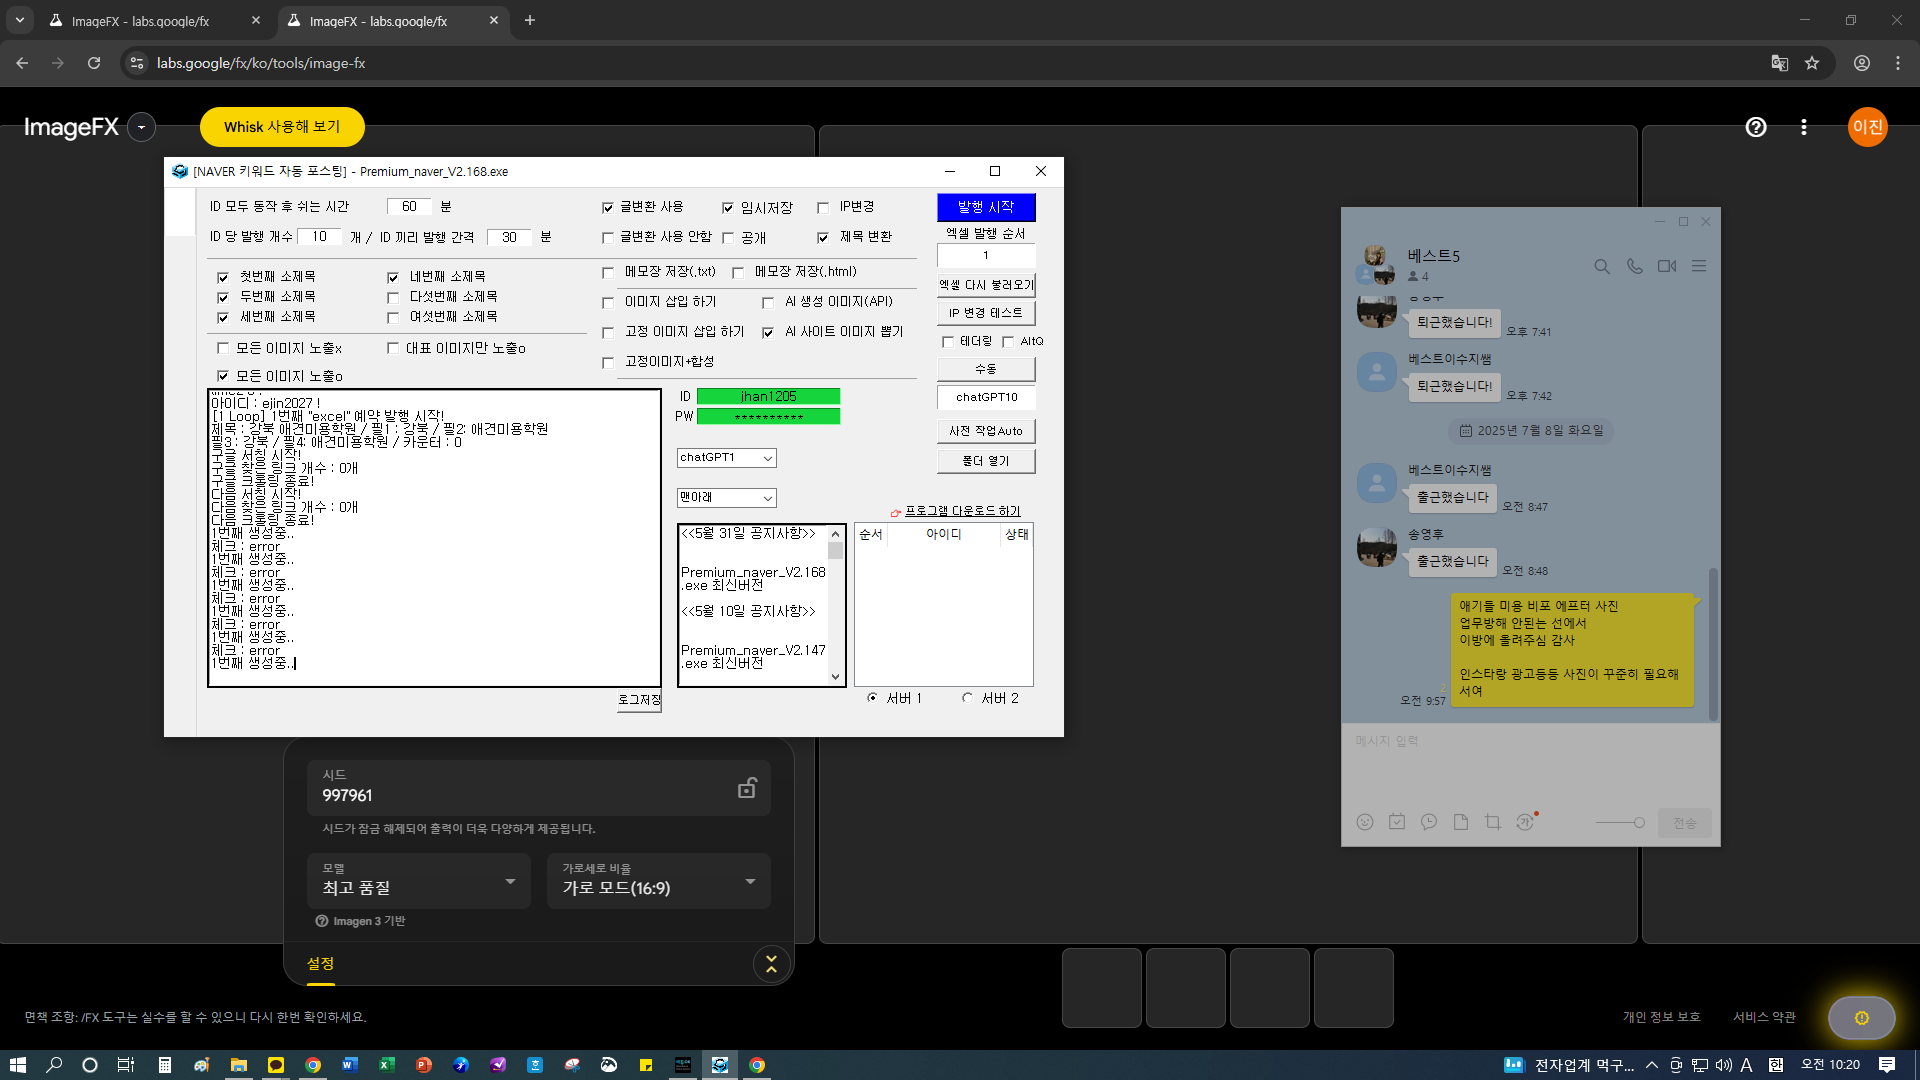 ImageFX - labs.google/fx
ImageFX - labs.google/fx
labs.google/fx/ko/tools/image-fx
ImageFX
Whisk 사용해 보기
이진
[NAVER 키워드 자동 포스팅] - Premium_naver_V2.168.exe
ID 모두 동작 후 쉬는 시간 60 분
ID 당 발행 개수 10 개 / ID 끼리 발행 간격 30 분
글변환 사용 임시저장 IP변경
글변환 사용 안함 공개 제목 변환
메모장 저장(.txt) 메모장 저장(.html)
이미지 삽입 하기 AI 생성 이미지(API)
고정 이미지 삽입 하기 AI 사이트 이미지 뽑기
고정이미지+합성
첫번째 소제목 네번째 소제목
두번째 소제목 다섯번째 소제목
세번째 소제목 여섯번째 소제목
모든 이미지 노출x 대표 이미지만 노출o
모든 이미지 노출o
발행 시작
엑셀 발행 순서
1
엑셀 다시 불러오기
IP 변경 테스트
테더링 AltQ
수동
chatGPT10
사전 작업Auto
폴더 열기
아이디 : ejin2027 !
[1 Loop] 1번째 "excel" 예약 발행 시작!
제목 : 강북 애견미용학원 / 필1 : 강북 / 필2: 애견미용학원
필3 : 강북 / 필4: 애견미용학원 / 카운터 : 0
구글 서칭 시작!
구글 찾은 링크 개수 : 0개
구글 크롤링 종료!
다음 서칭 시작!
다음 찾은 링크 개수 : 0개
다음 크롤링 종료!
1번째 생성중..
체크 : error
1번째 생성중..
체크 : error
1번째 생성중..
체크 : error
1번째 생성중..
체크 : error
1번째 생성중..
체크 : error
1번째 생성중..
로그저장
ID jhan1205
PW **********
chatGPT1
맨아래
<<5월 31일 공지사항>>
Premium_naver_V2.168
.exe 최신버전
<<5월 10일 공지사항>>
Premium_naver_V2.147
.exe 최신버전
프로그램 다운로드 하기
순서 아이디 상태
서버 1 서버 2
베스트5
4
퇴근했습니다! 오후 7:41
베스트이수지쌤
퇴근했습니다! 오후 7:42
2025년 7월 8일 화요일
베스트이수지쌤
출근했습니다 오전 8:47
송영후
출근했습니다 오전 8:48
애기들 미용 비포 에프터 사진
업무방해 안된는 선에서
이방에 올려주심 감사
인스타랑 광고등등 사진이 꾸준히 필요해
서여
오전 9:57
메시지 입력
전송
시드
997961
시드가 잠금 해제되어 출력이 더욱 다양하게 제공됩니다.
모델
최고 품질
가로세로 비율
가로 모드(16:9)
Imagen 3 기반
설정
면책 조항: /FX 도구는 실수를 할 수 있으니 다시 한번 확인하세요.
개인 정보 보호 서비스 약관
전자업계 먹구...
A
한
오전 10:20